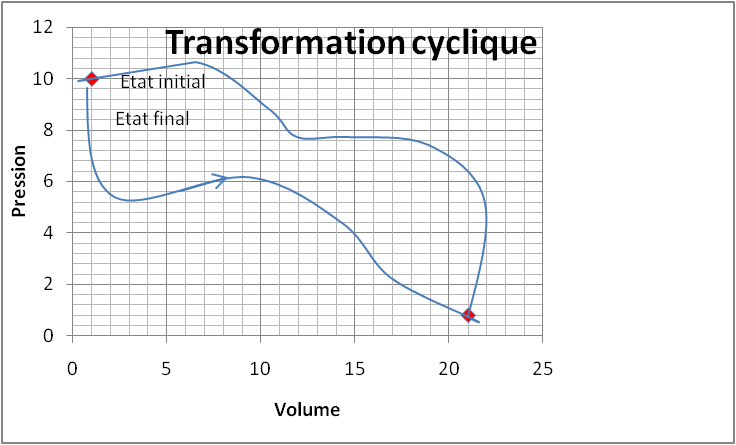 Transformation cyclique
12
10
8
6
4
2
0
Etat initial
Etat final
Pression
0 5 10 15 20 25
Volume